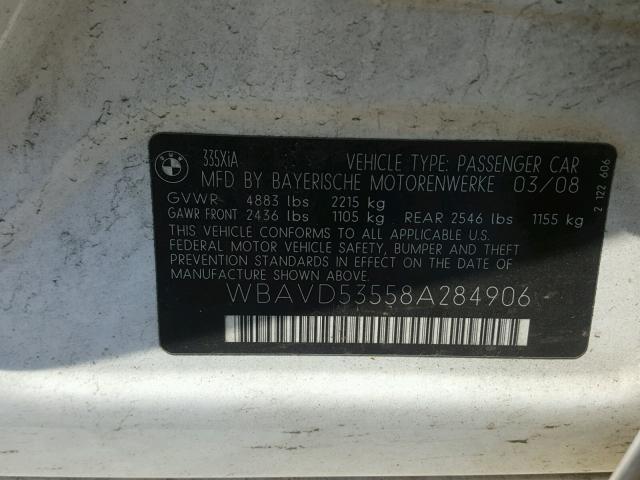 BMW
335XiA VEHICLE TYPE: PASSENGER CAR
MFD BY BAYERISCHE MOTORENWERKE 03/08
GVWR 4883 lbs 2215 kg
GAWR FRONT 2436 lbs 1105 kg REAR 2546 lbs 1155 kg
THIS VEHICLE CONFORMS TO ALL APPLICABLE U.S.
FEDERAL MOTOR VEHICLE SAFETY, BUMPER AND THEFT
PREVENTION STANDARDS IN EFFECT ON THE DATE OF
MANUFACTURE SHOWN ABOVE.
WBAVD53558A284906
2 122 606